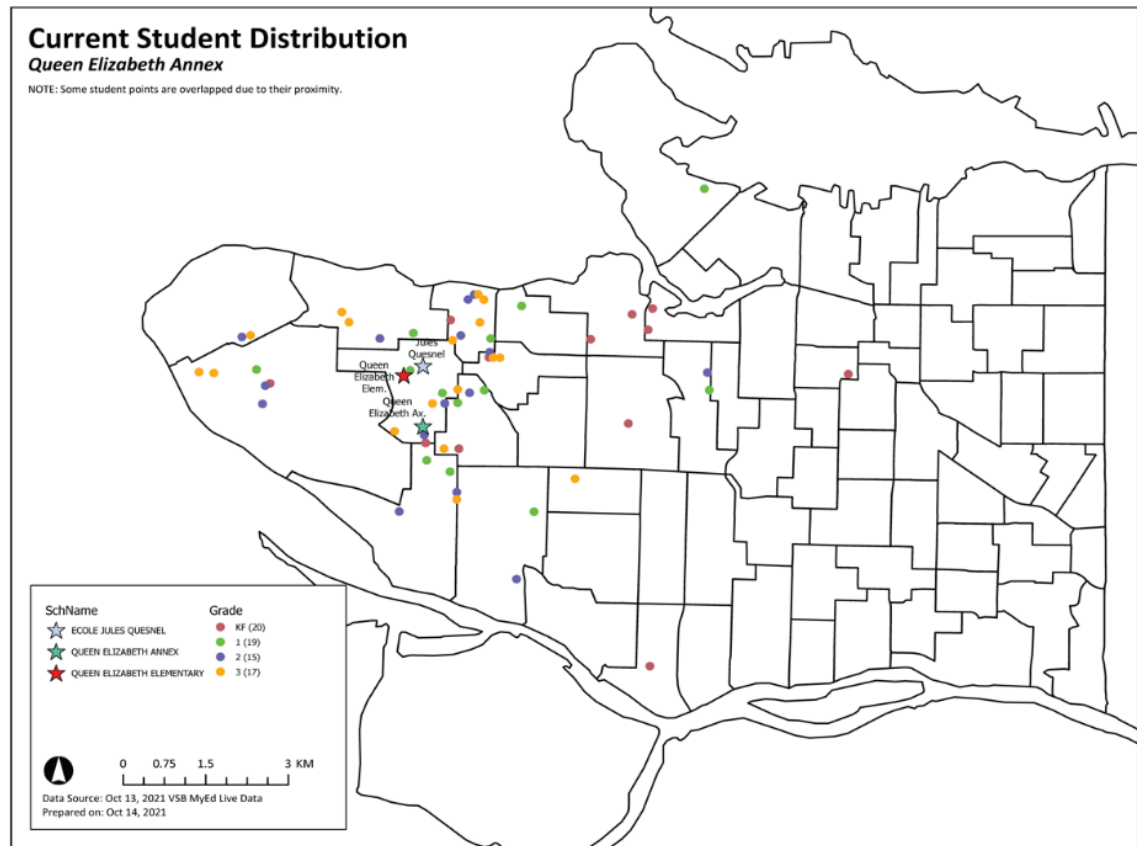 Current Student Distribution
Queen Elizabeth Annex
NOTE: Some student points are overlapped due to their proximity.
Jules
Quesnel
Queen
Elizabeth
Elem.
Queen
Elizabeth Ax.
SchName
ECOLE JULES QUESNEL
QUEEN ELIZABETH ANNEX
QUEEN ELIZABETH ELEMENTARY
Grade
KF (20)
1 (19)
2 (15)
3 (17)
0 0.75 1.5 3 KM
Data Source: Oct 13, 2021 VSB MyEd Live Data
Prepared on: Oct 14, 2021